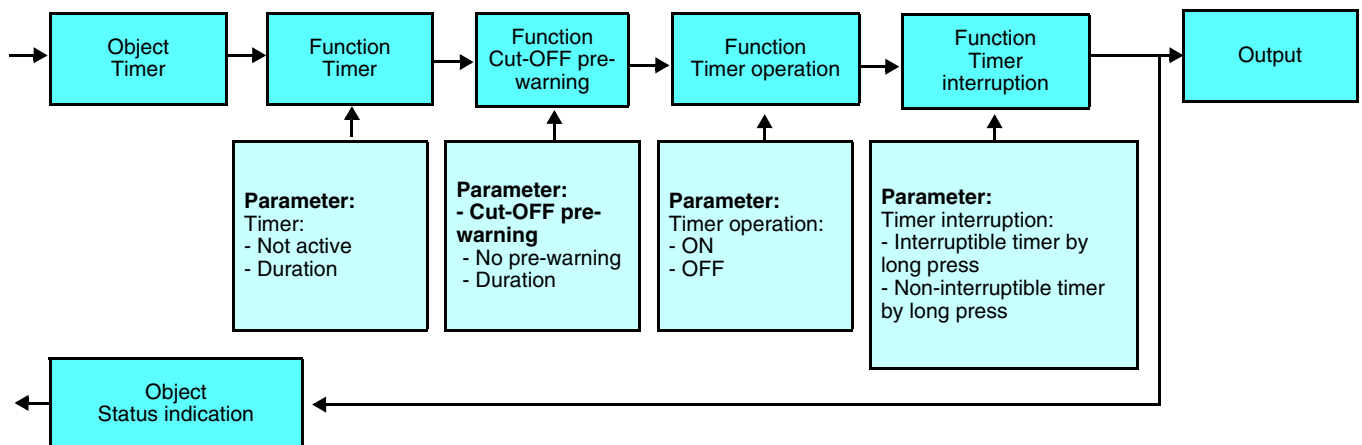 Object
Timer
Function
Timer
Function
Cut-OFF pre-
warning
Function
Timer operation
Function
Timer
interruption
Output
Parameter:
Timer:
- Not active
- Duration
Parameter:
- Cut-OFF pre-
warning
- No pre-warning
- Duration
Parameter:
Timer operation:
- ON
- OFF
Parameter:
Timer interruption:
- Interruptible timer by
long press
- Non-interruptible timer
by long press
Object
Status indication